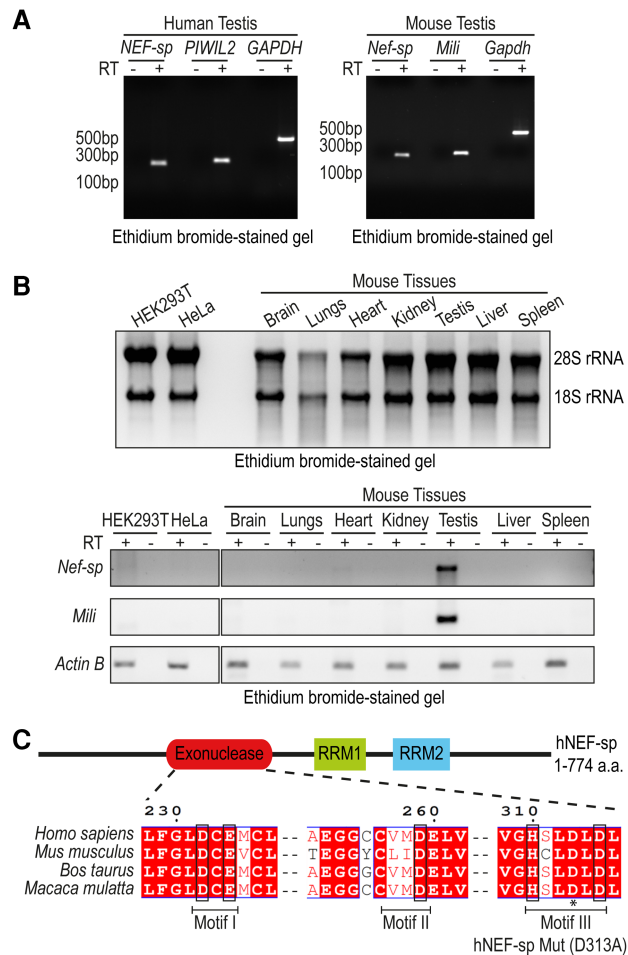 A
Human Testis Mouse Testis
NEF-sp PIWIL2 GAPDH Nef-sp Mili Gapdh
RT - + - + - + RT - + - + - +
500bp
300bp
100bp
500bp
300bp
100bp
Ethidium bromide-stained gel Ethidium bromide-stained gel
B
Mouse Tissues
HEK293T HeLa Brain Lungs Heart Kidney Testis Liver Spleen
28S rRNA
18S rRNA
Ethidium bromide-stained gel
Mouse Tissues
HEK293T HeLa Brain Lungs Heart Kidney Testis Liver Spleen
RT + - + - + - + - + - + - + - + - + -
Nef-sp
Mili
Actin B
Ethidium bromide-stained gel
C
Exonuclease RRM1 RRM2 hNEF-sp
1-774 a.a.
230 260 310
Homo sapiens LFGLDCEMCL -- AEGGCCVMDELV -- VGHSLDLDL
Mus musculus LFGLDCEVCL -- TEGGYCLIDELV -- VGHCLDLDL
Bos taurus LFGLDCEMCL -- AEGGGCVMDELV -- VGHSLDLDL
Macaca mulatta LFGLDCEMCL -- AEGGCCVMDELV -- VGHSLDLDL
*
Motif I Motif II Motif III
hNEF-sp Mut (D313A)